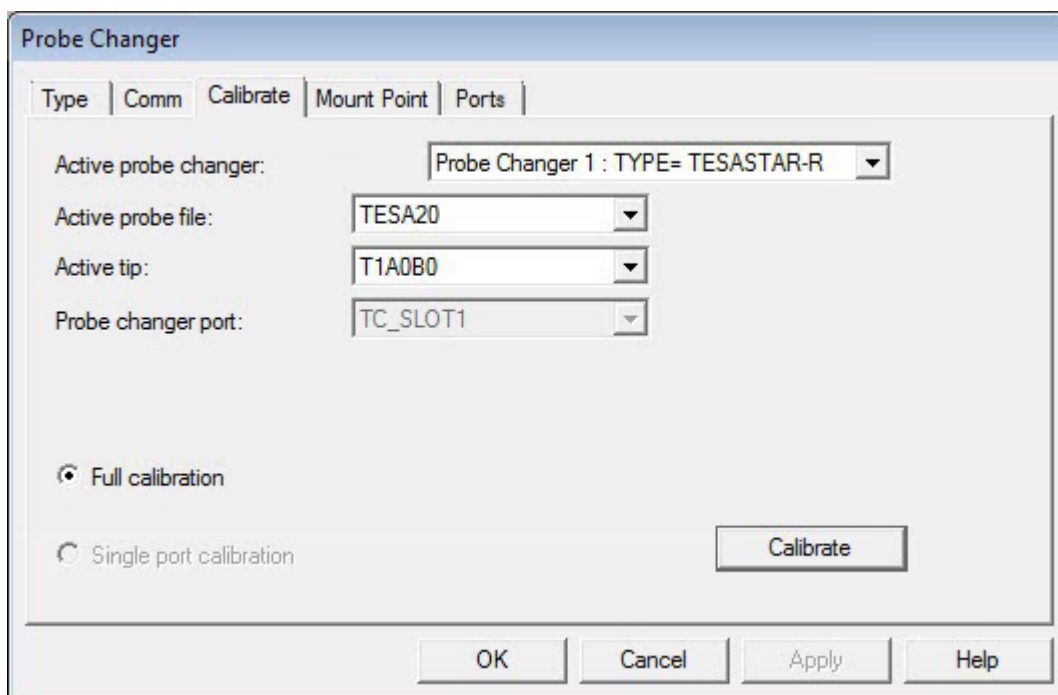 Probe Changer
Type Comm Calibrate Mount Point Ports
Active probe changer: Probe Changer 1 : TYPE= TESASTAR-R
Active probe file: TESA20
Active tip: T1A0B0
Probe changer port: TC_SLOT1
Full calibration
Single port calibration
Calibrate
OK Cancel Apply Help